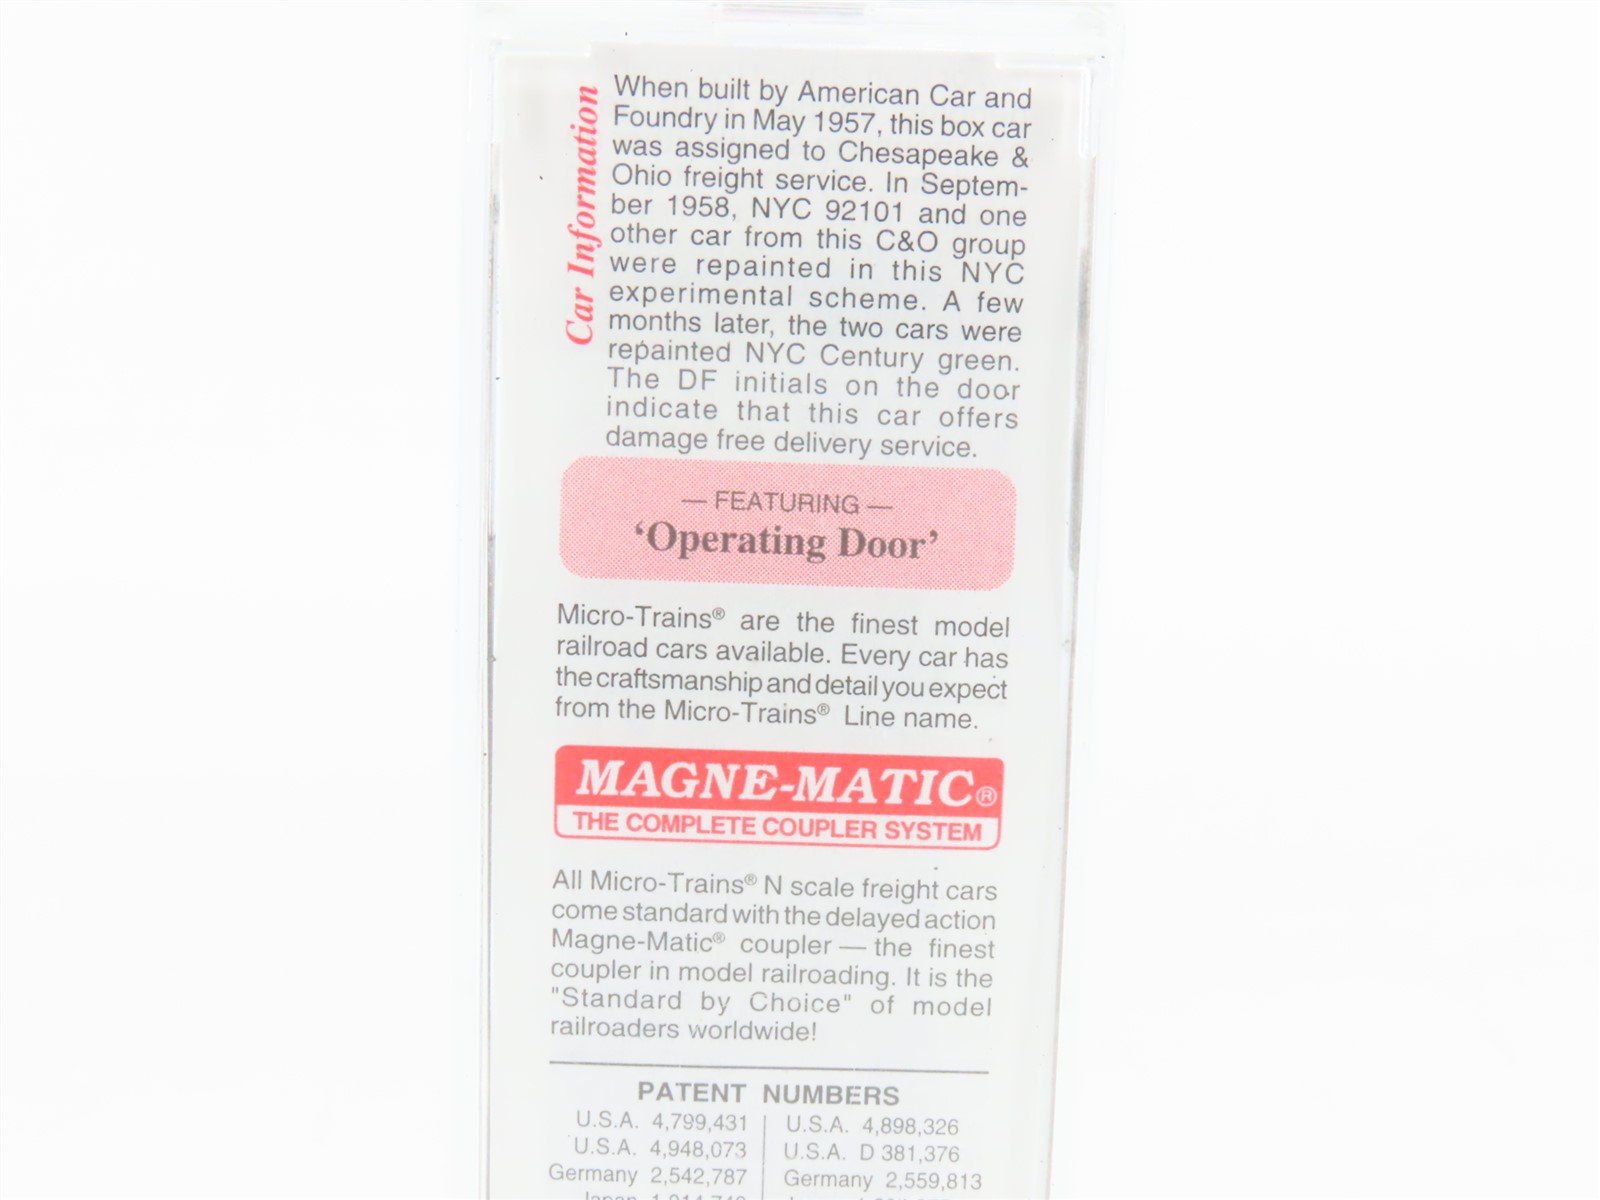 Car Information
When built by American Car and
Foundry in May 1957, this box car
was assigned to Chesapeake &
Ohio freight service. In Septem-
ber 1958, NYC 92101 and one
other car from this C&O group
were repainted in this NYC
experimental scheme. A few
months later, the two cars were
repainted NYC Century green.
The DF initials on the door
indicate that this car offers
damage free delivery service.
— FEATURING —
‘Operating Door’
Micro-Trains® are the finest model
railroad cars available. Every car has
the craftsmanship and detail you expect
from the Micro-Trains® Line name.
MAGNE-MATIC®
THE COMPLETE COUPLER SYSTEM
All Micro-Trains® N scale freight cars
come standard with the delayed action
Magne-Matic® coupler — the finest
coupler in model railroading. It is the
"Standard by Choice" of model
railroaders worldwide!
PATENT NUMBERS
U.S.A. 4,799,431 U.S.A. 4,898,326
U.S.A. 4,948,073 U.S.A. D 381,376
Germany 2,542,787 Germany 2,559,813
Japan